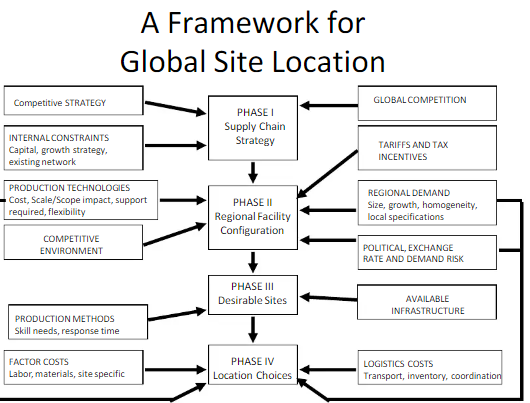 A Framework for
Global Site Location
Competitive STRATEGY
PHASE I
Supply Chain
Strategy
GLOBAL COMPETITION
INTERNAL CONSTRAINTS
Capital, growth strategy,
existing network
TARIFFS AND TAX
INCENTIVES
PRODUCTION TECHNOLOGIES
Cost, Scale/Scope impact, support
required, flexibility
PHASE II
Regional Facility
Configuration
REGIONAL DEMAND
Size, growth, homogeneity,
local specifications
COMPETITIVE
ENVIRONMENT
POLITICAL, EXCHANGE
RATE AND DEMAND RISK
PHASE III
Desirable Sites
AVAILABLE
INFRASTRUCTURE
PRODUCTION METHODS
Skill needs, response time
FACTOR COSTS
Labor, materials, site specific
PHASE IV
Location Choices
LOGISTICS COSTS
Transport, inventory, coordination